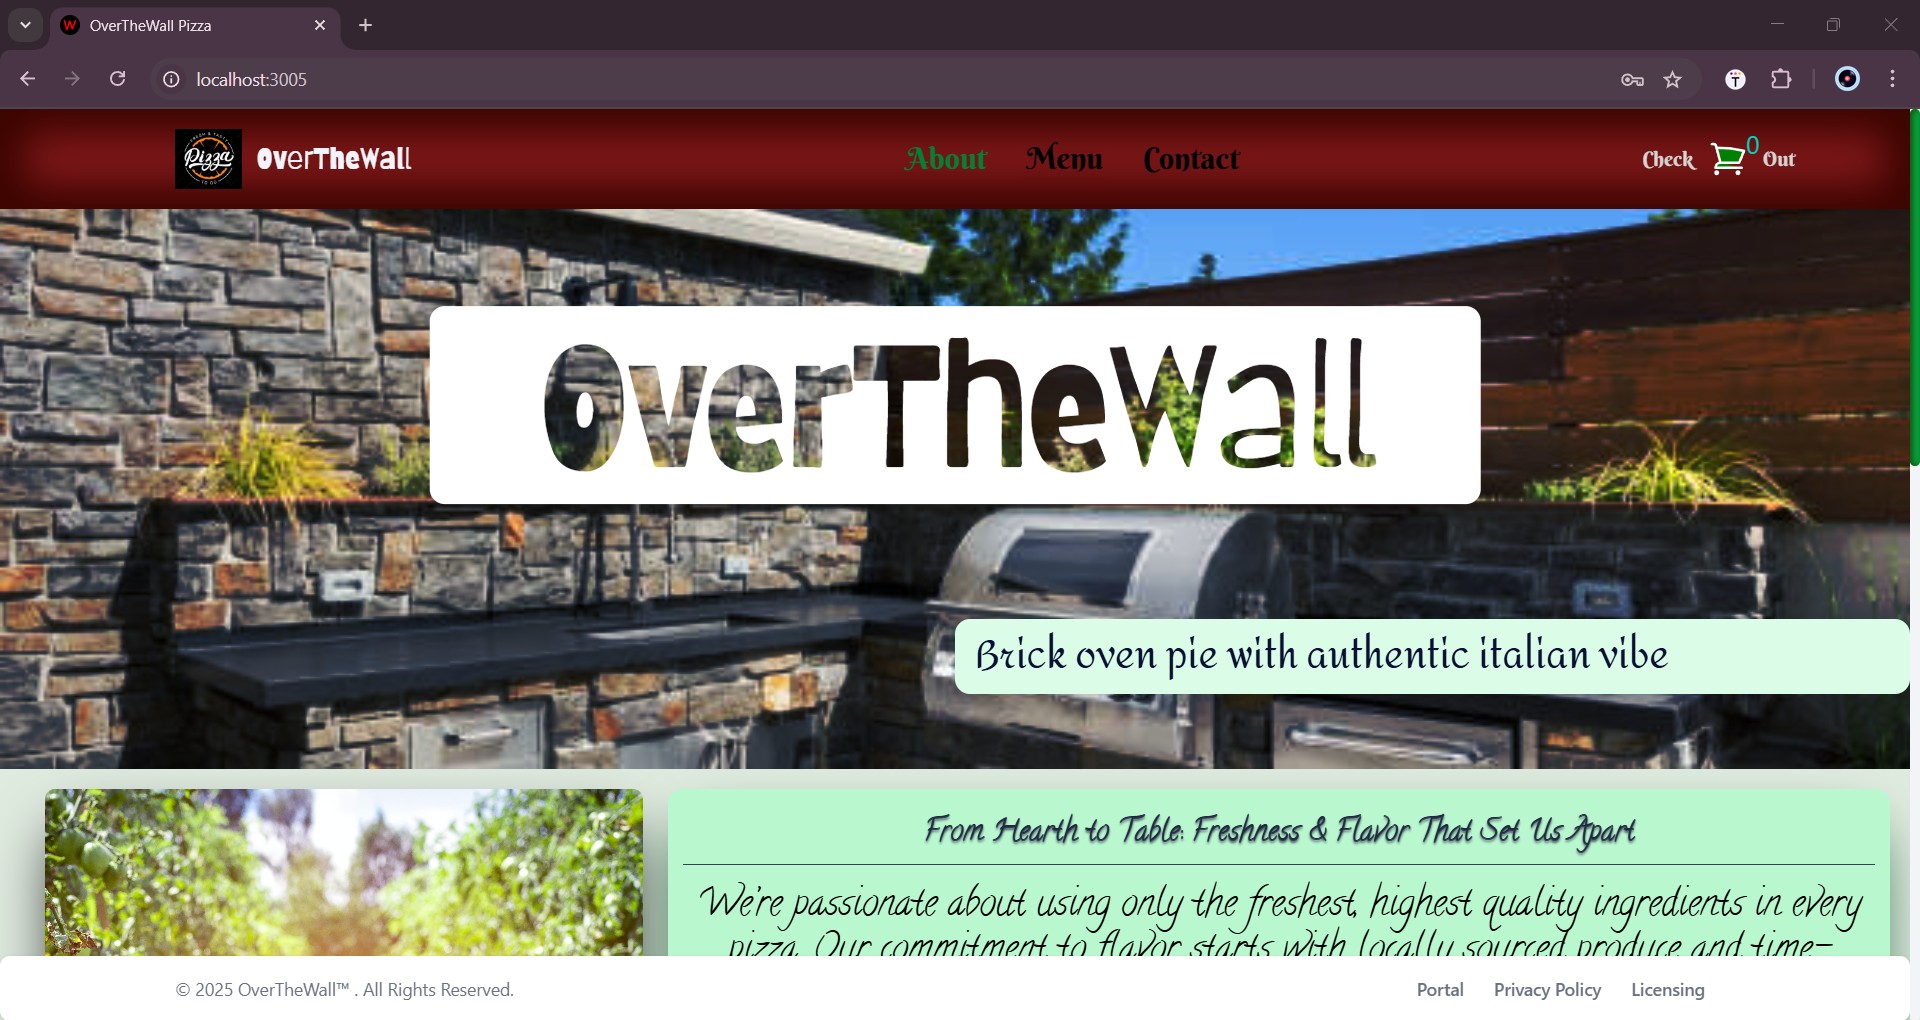 OverTheWall Pizza
localhost:3005
Pizza
OverTheWall
About
Menu
Contact
Check
0
Out
OverTheWall
Brick oven pie with authentic italian vibe
From Hearth to Table: Freshness & Flavor That Set Us Apart
We're passionate about using only the freshest, highest quality ingredients in every
pizza. Our commitment to flavor starts with locally sourced produce and time-
© 2025 OverTheWall™ . All Rights Reserved.
Portal
Privacy Policy
Licensing